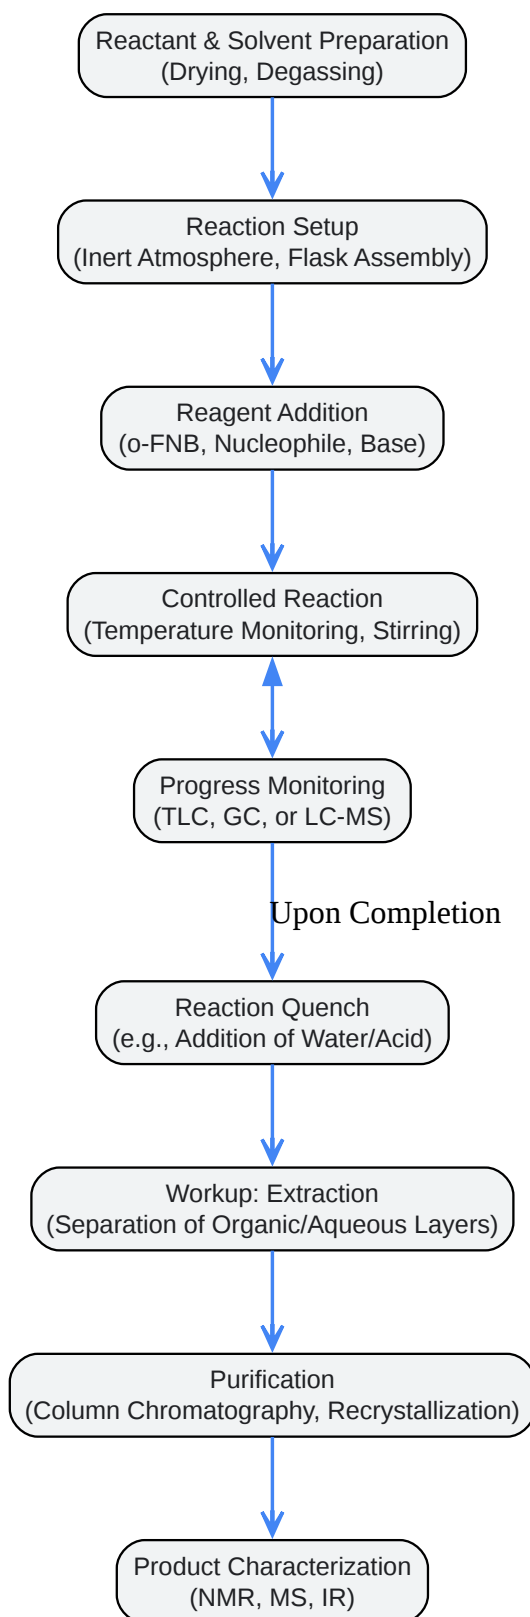 Reactant & Solvent Preparation
(Drying, Degassing)
Reaction Setup
(Inert Atmosphere, Flask Assembly)
Reagent Addition
(o-FNB, Nucleophile, Base)
Controlled Reaction
(Temperature Monitoring, Stirring)
Progress Monitoring
(TLC, GC, or LC-MS)
Upon Completion
Reaction Quench
(e.g., Addition of Water/Acid)
Workup: Extraction
(Separation of Organic/Aqueous Layers)
Purification
(Column Chromatography, Recrystallization)
Product Characterization
(NMR, MS, IR)